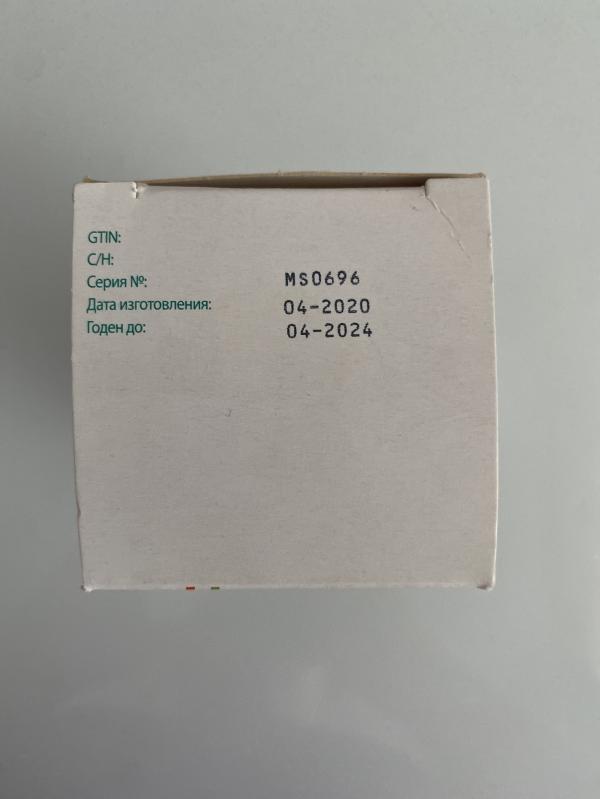 GTIN:
С/Н:
Серия №: MS0696
Дата изготовления: 04-2020
Годен до: 04-2024